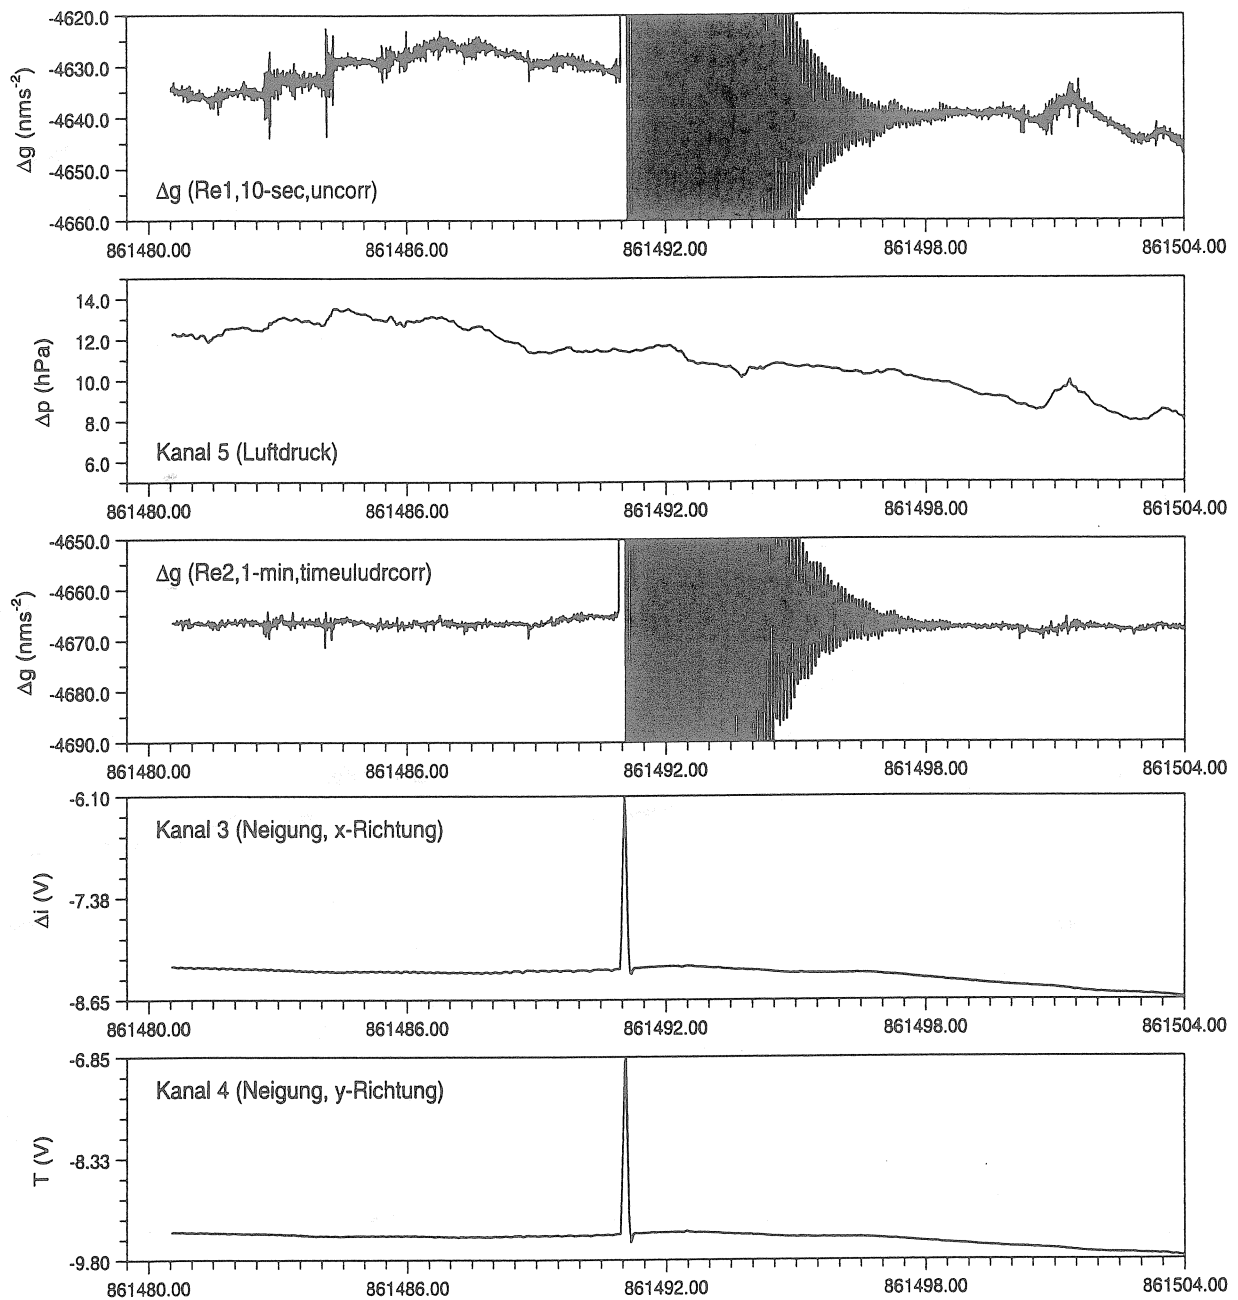 -4620.0
-4630.0
-4640.0
-4650.0
-4660.0
Δg (nms⁻²)
Δg (Re1,10-sec,uncorr)
861480.00 861486.00 861492.00 861498.00 861504.00
14.0
12.0
10.0
8.0
6.0
Δp (hPa)
Kanal 5 (Luftdruck)
861480.00 861486.00 861492.00 861498.00 861504.00
-4650.0
-4660.0
-4670.0
-4680.0
-4690.0
Δg (nms⁻²)
Δg (Re2,1-min,timeuludrcorr)
861480.00 861486.00 861492.00 861498.00 861504.00
-6.10
-7.38
-8.65
Δi (V)
Kanal 3 (Neigung, x-Richtung)
861480.00 861486.00 861492.00 861498.00 861504.00
-6.85
-8.33
-9.80
T (V)
Kanal 4 (Neigung, y-Richtung)
861480.00 861486.00 861492.00 861498.00 861504.00